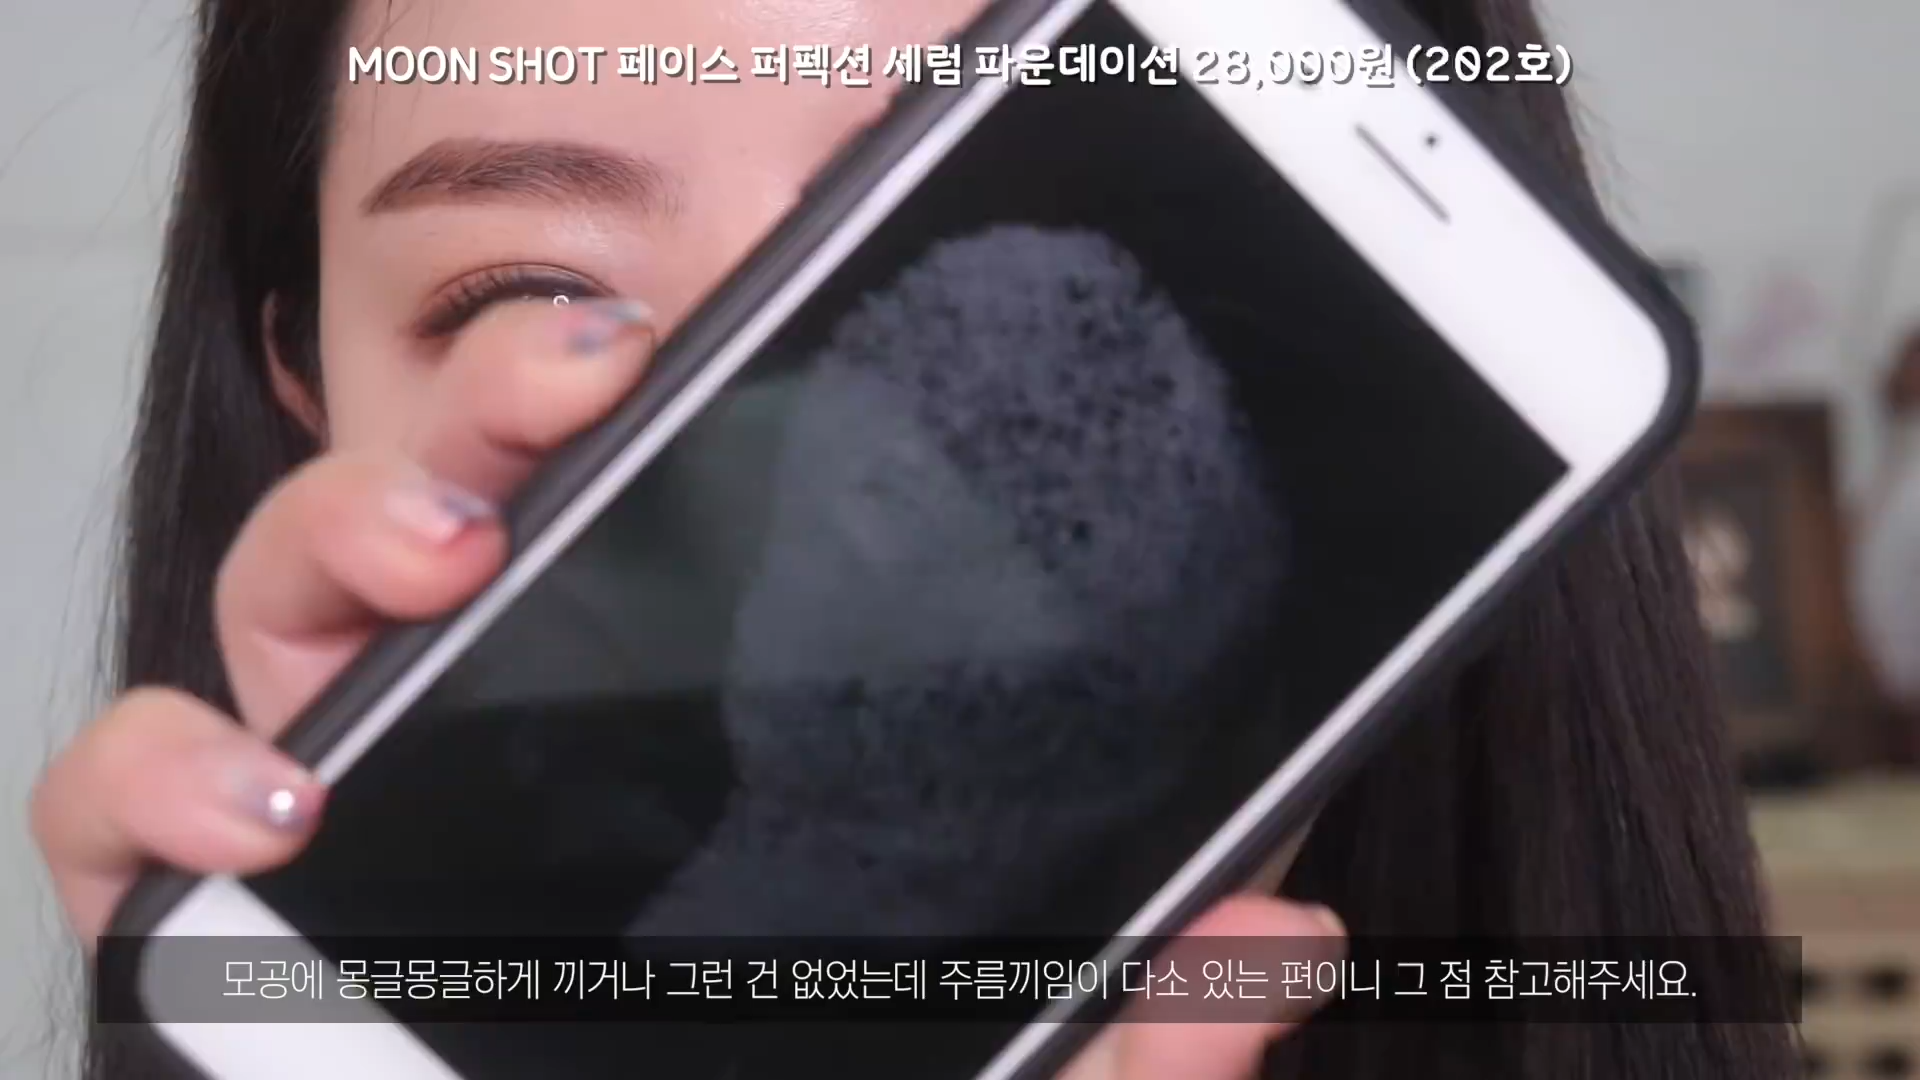 MOON SHOT 페이스 퍼펙션 세럼 파운데이션 28,000원 (202호)
모공에 몽글몽글하게 끼거나 그런 건 없었는데 주름끼임이 다소 있는 편이니 그 점 참고해주세요.